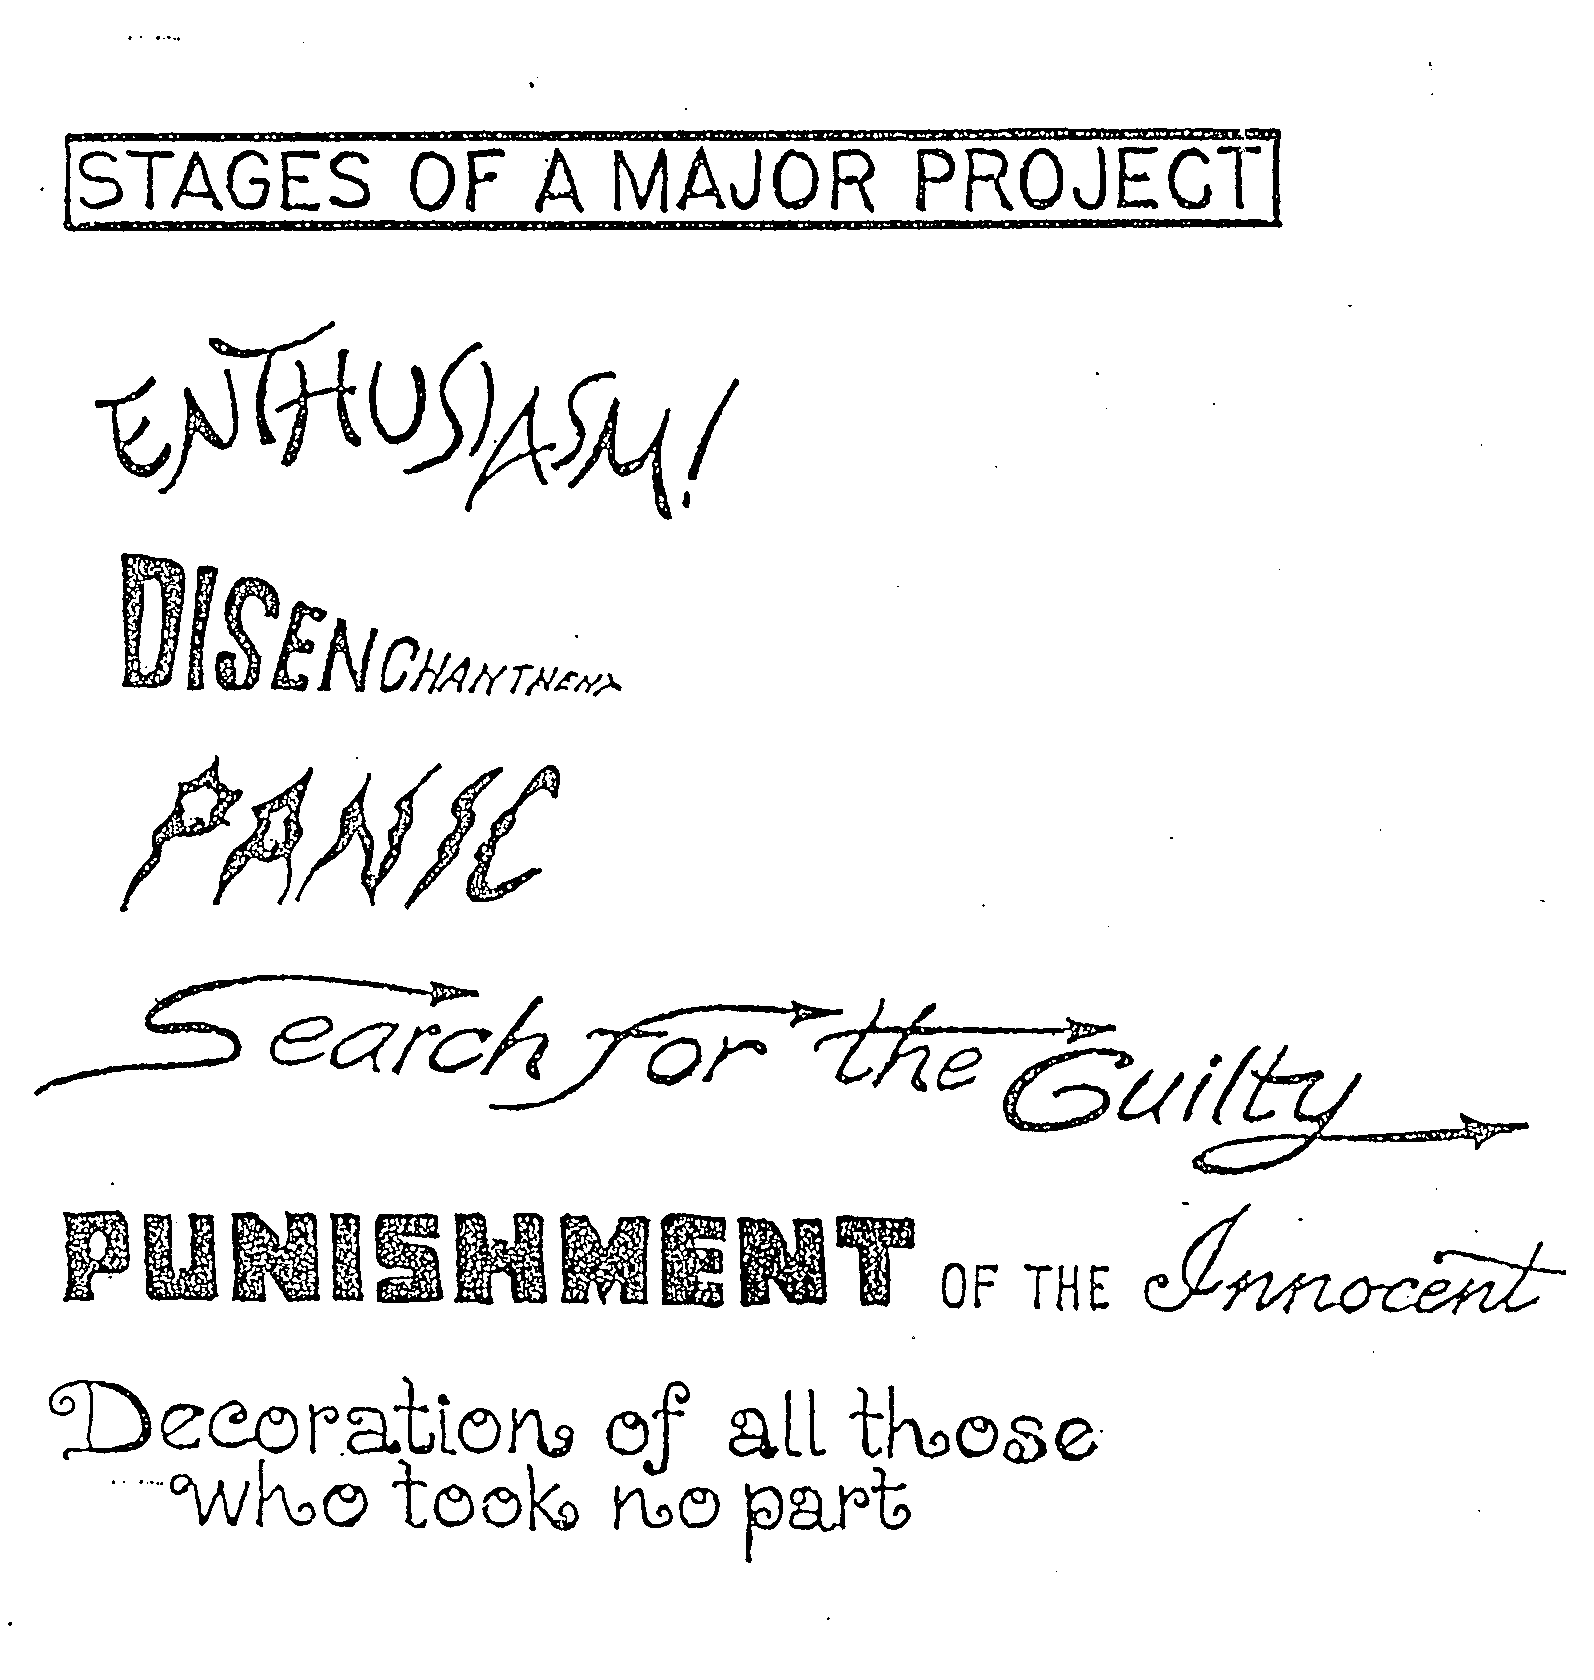 STAGES OF A MAJOR PROJECT
ENTHUSIASM!
DISENCHANTMENT
PANIC
Search for the Guilty
PUNISHMENT OF THE Innocent
Decoration of all those
who took no part